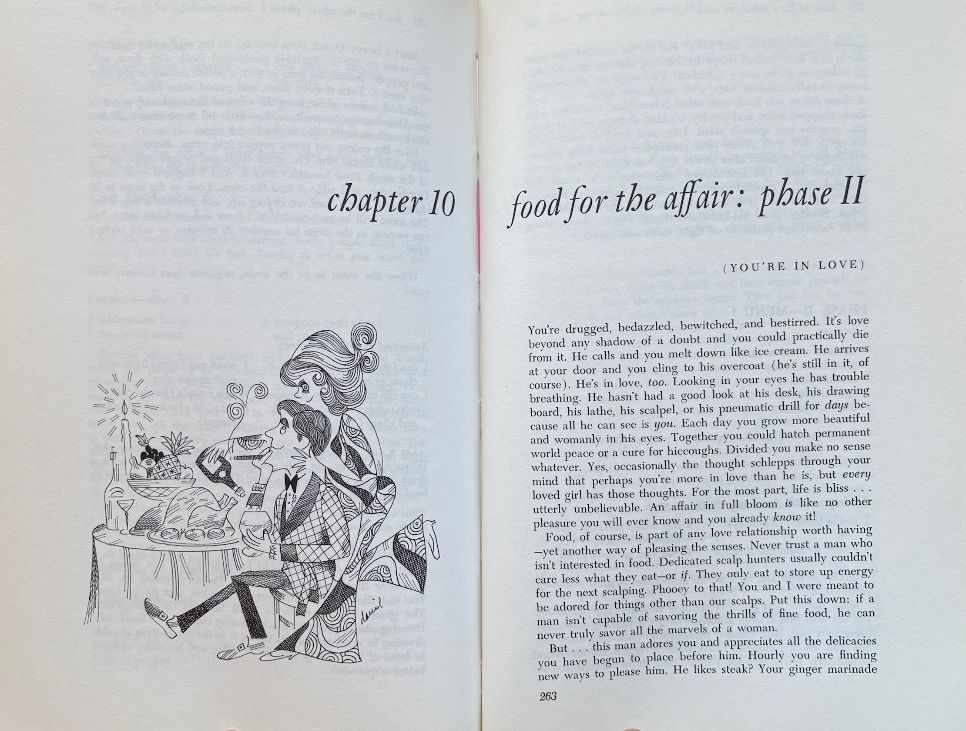 chapter 10
food for the affair: phase II
(YOU'RE IN LOVE)
You're drugged, bedazzled, bewitched, and bestirred. It's love
beyond any shadow of a doubt and you could practically die
from it. He calls and you melt down like ice cream. He arrives
at your door and you cling to his overcoat (he's still in it, of
course). He's in love, too. Looking in your eyes he has trouble
breathing. He hasn't had a good look at his desk, his drawing
board, his lathe, his scalpel, or his pneumatic drill for days be-
cause all he can see is you. Each day you grow more beautiful
and womanly in his eyes. Together you could hatch permanent
world peace or a cure for hiccoughs. Divided you make no sense
whatever. Yes, occasionally the thought schlepps through your
mind that perhaps you're more in love than he is, but every
loved girl has those thoughts. For the most part, life is bliss . . .
utterly unbelievable. An affair in full bloom is like no other
pleasure you will ever know and you already know it!
Food, of course, is part of any love relationship worth having
—yet another way of pleasing the senses. Never trust a man who
isn't interested in food. Dedicated scalp hunters usually couldn't
care less what they eat—or if. They only eat to store up energy
for the next scalping. Phooey to that! You and I were meant to
be adored for things other than our scalps. Put this down: if a
man isn't capable of savoring the thrills of fine food, he can
never truly savor all the marvels of a woman.
But . . . this man adores you and appreciates all the delicacies
you have begun to place before him. Hourly you are finding
new ways to please him. He likes steak? Your ginger marinade
263